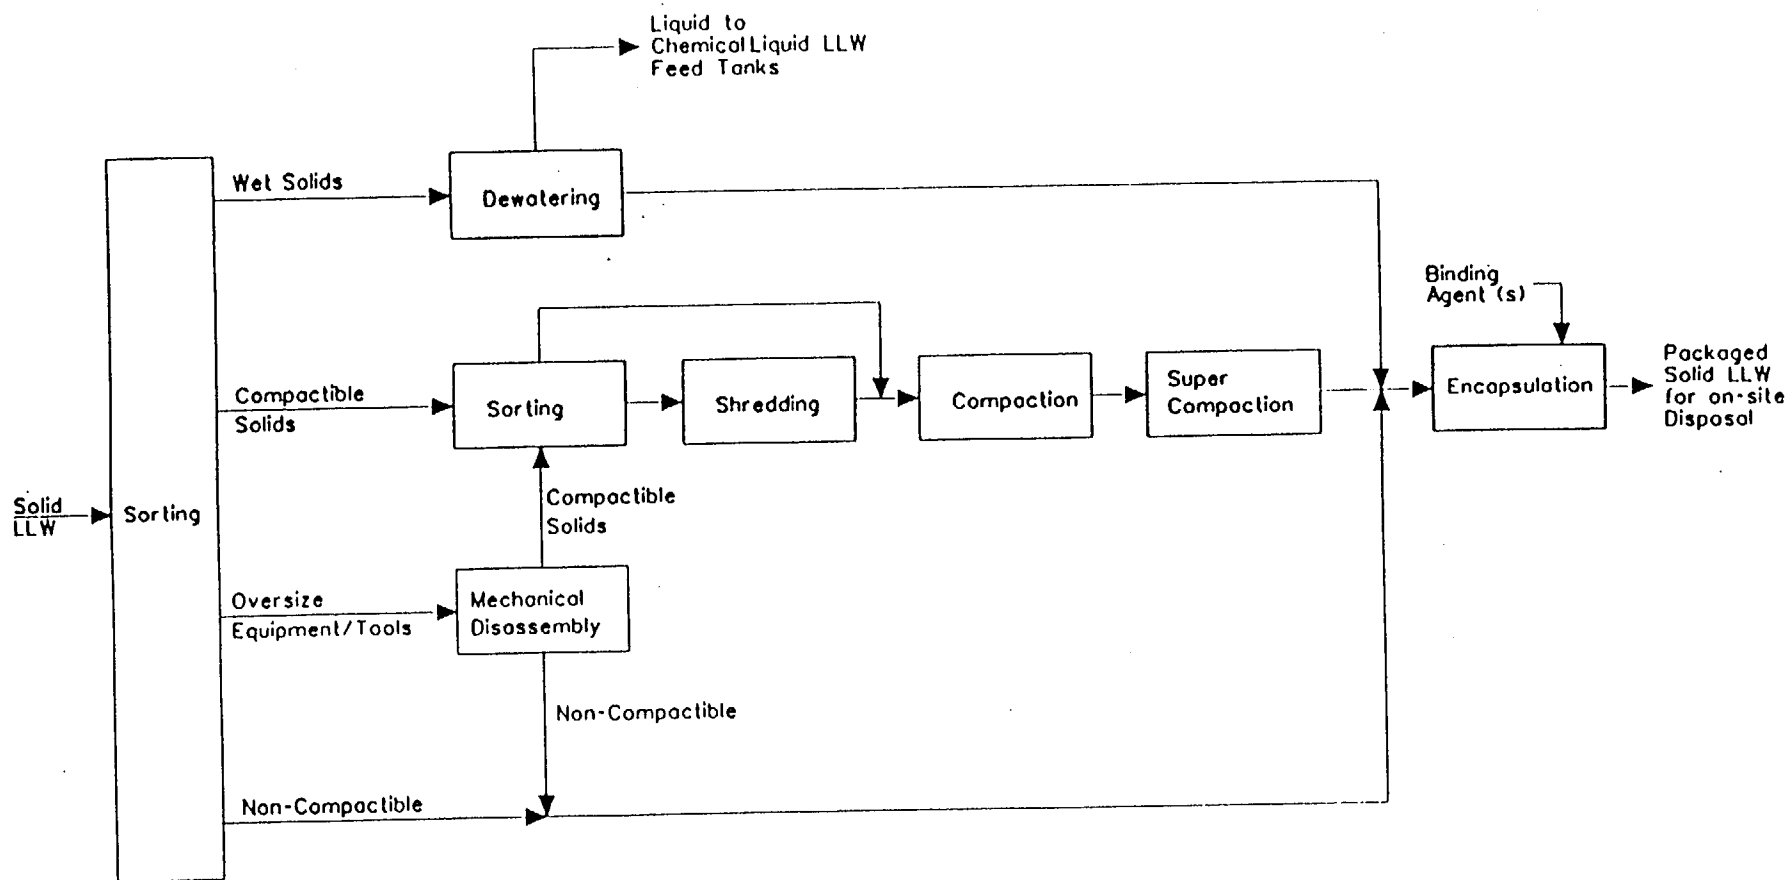 Liquid to
Chemical Liquid LLW
Feed Tanks
Wet Solids
Dewatering
Binding
Agent (s)
Compactible
Solids
Sorting
Shredding
Compaction
Super
Compaction
Encapsulation
Packaged
Solid LLW
for on-site
Disposal
Solid
LLW
Sorting
Compactible
Solids
Oversize
Equipment/Tools
Mechanical
Disassembly
Non-Compactible
Non-Compactible